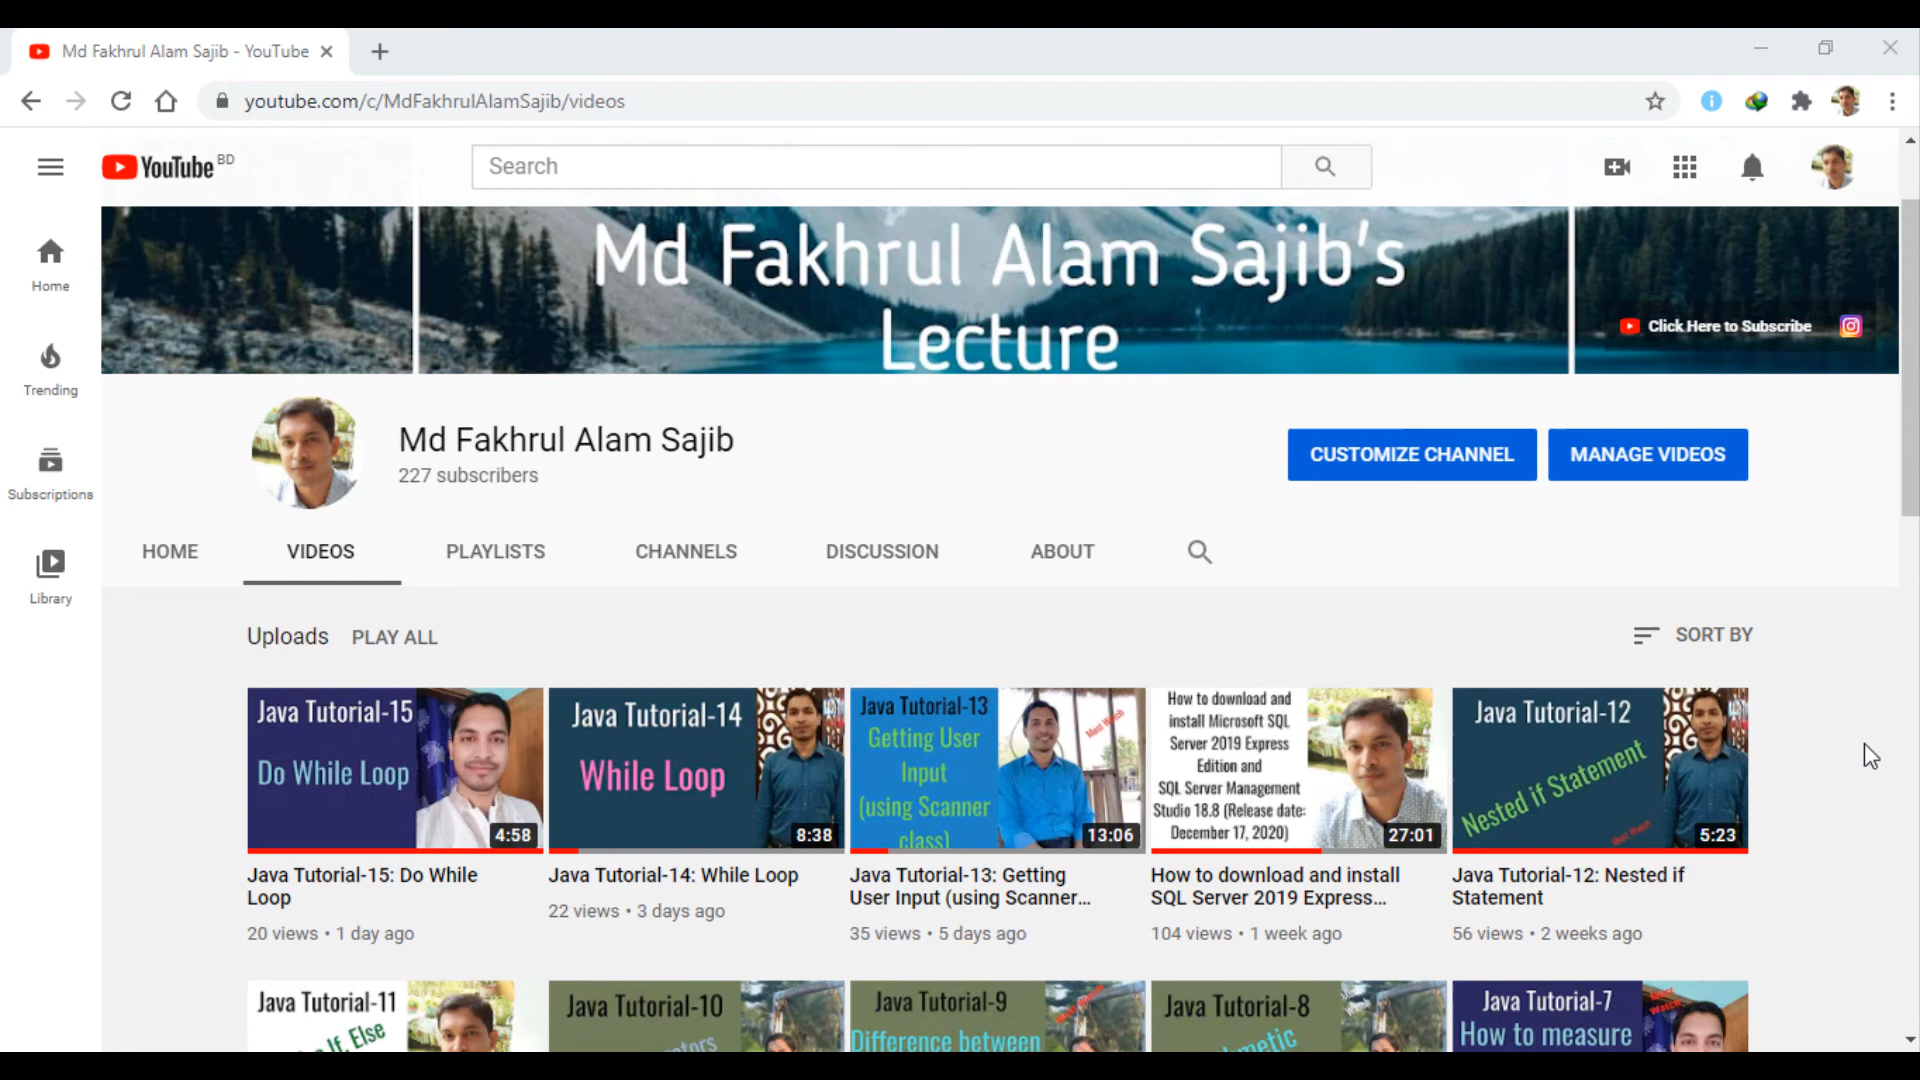 Md Fakhrul Alam Sajib - YouTube
youtube.com/c/MdFakhrulAlamSajib/videos
YouTube BD
Search
Home
Trending
Subscriptions
Library
Md Fakhrul Alam Sajib's
Lecture
Click Here to Subscribe
Md Fakhrul Alam Sajib
227 subscribers
CUSTOMIZE CHANNEL
MANAGE VIDEOS
HOME
VIDEOS
PLAYLISTS
CHANNELS
DISCUSSION
ABOUT
Uploads
PLAY ALL
SORT BY
Java Tutorial-15
Do While Loop
4:58
Java Tutorial-15: Do While
Loop
20 views • 1 day ago
Java Tutorial-14
While Loop
8:38
Java Tutorial-14: While Loop
22 views • 3 days ago
Java Tutorial-13
Getting User
Input
(using Scanner
class)
Must Watch
13:06
Java Tutorial-13: Getting
User Input (using Scanner...
35 views • 5 days ago
How to download and
install Microsoft SQL
Server 2019 Express
Edition and
SQL Server Management
Studio 18.8 (Release date:
December 17, 2020)
27:01
How to download and install
SQL Server 2019 Express...
104 views • 1 week ago
Java Tutorial-12
Nested if Statement
Must Watch
5:23
Java Tutorial-12: Nested if
Statement
56 views • 2 weeks ago
Java Tutorial-11
If, Else
Java Tutorial-10
Java Tutorial-9
Difference between
Must Watch
Java Tutorial-8
Java Tutorial-7
How to measure
Must
Watch